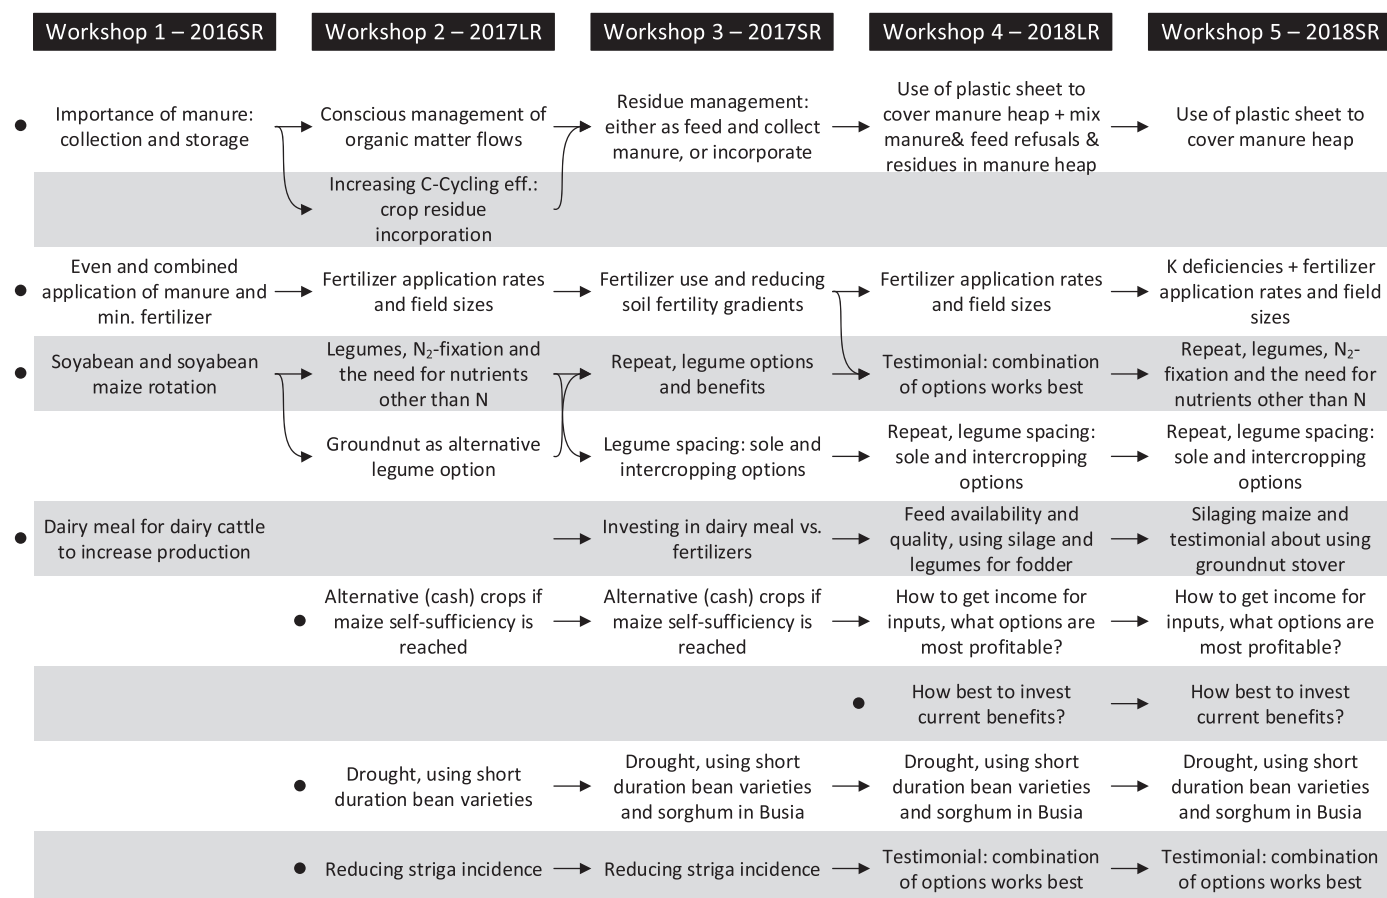 Workshop 1 – 2016SR
Workshop 2 – 2017LR
Workshop 3 – 2017SR
Workshop 4 – 2018LR
Workshop 5 – 2018SR
Importance of manure:
collection and storage
Conscious management of
organic matter flows
Residue management:
either as feed and collect
manure, or incorporate
Use of plastic sheet to
cover manure heap + mix
manure& feed refusals &
residues in manure heap
Use of plastic sheet to
cover manure heap
Increasing C-Cycling eff.:
crop residue
incorporation
Even and combined
application of manure and
min. fertilizer
Fertilizer application rates
and field sizes
Fertilizer use and reducing
soil fertility gradients
Fertilizer application rates
and field sizes
K deficiencies + fertilizer
application rates and field
sizes
Soyabean and soyabean
maize rotation
Legumes, N₂-fixation and
the need for nutrients
other than N
Repeat, legume options
and benefits
Testimonial: combination
of options works best
Repeat, legumes, N₂-
fixation and the need for
nutrients other than N
Groundnut as alternative
legume option
Legume spacing: sole and
intercropping options
Repeat, legume spacing:
sole and intercropping
options
Repeat, legume spacing:
sole and intercropping
options
Dairy meal for dairy cattle
to increase production
Investing in dairy meal vs.
fertilizers
Feed availability and
quality, using silage and
legumes for fodder
Silaging maize and
testimonial about using
groundnut stover
Alternative (cash) crops if
maize self-sufficiency is
reached
Alternative (cash) crops if
maize self-sufficiency is
reached
How to get income for
inputs, what options are
most profitable?
How to get income for
inputs, what options are
most profitable?
How best to invest
current benefits?
How best to invest
current benefits?
Drought, using short
duration bean varieties
Drought, using short
duration bean varieties
and sorghum in Busia
Drought, using short
duration bean varieties
and sorghum in Busia
Drought, using short
duration bean varieties
and sorghum in Busia
Reducing striga incidence
Reducing striga incidence
Testimonial: combination
of options works best
Testimonial: combination
of options works best